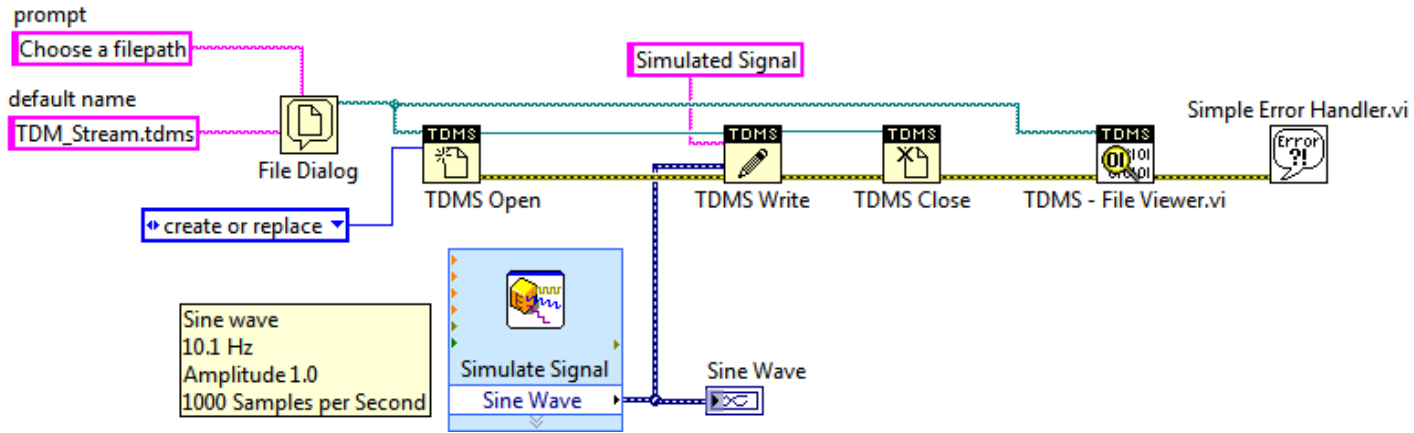 prompt
Choose a filepath
default name
TDM_Stream.tdms
File Dialog
create or replace
TDMS
TDMS Open
Simulated Signal
TDMS
TDMS Write
TDMS
TDMS Close
TDMS
TDMS - File Viewer.vi
Simple Error Handler.vi
Error
?!
Sine wave
10.1 Hz
Amplitude 1.0
1000 Samples per Second
Simulate Signal
Sine Wave
Sine Wave